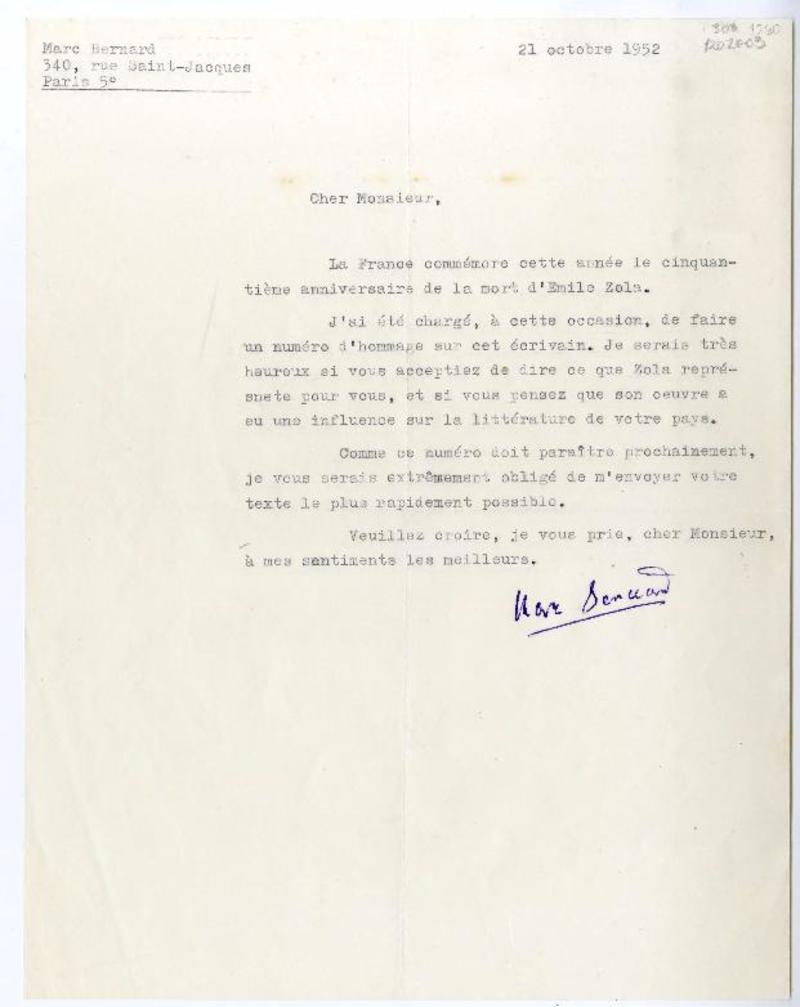 Marc Bernard
340, rue Saint-Jacques
Paris 5°
21 octobre 1952
Cher Monsieur,
La France commémore cette année le cinquan-
tième anniversaire de la mort d'Emile Zola.
J'ai été chargé, à cette occasion, de faire
un numéro d'hommage sur cet écrivain. Je serais très
heureux si vous acceptiez de dire ce que Zola repré-
snete pour vous, et si vous pensez que son oeuvre a
eu une influence sur la littérature de votre pays.
Comme ce numéro doit paraître prochainement,
je vous serais extrêmement obligé de m'envoyer votre
texte le plus rapidement possible.
Veuillez croire, je vous prie, cher Monsieur,
à mes sentiments les meilleurs.
Marc Bernard